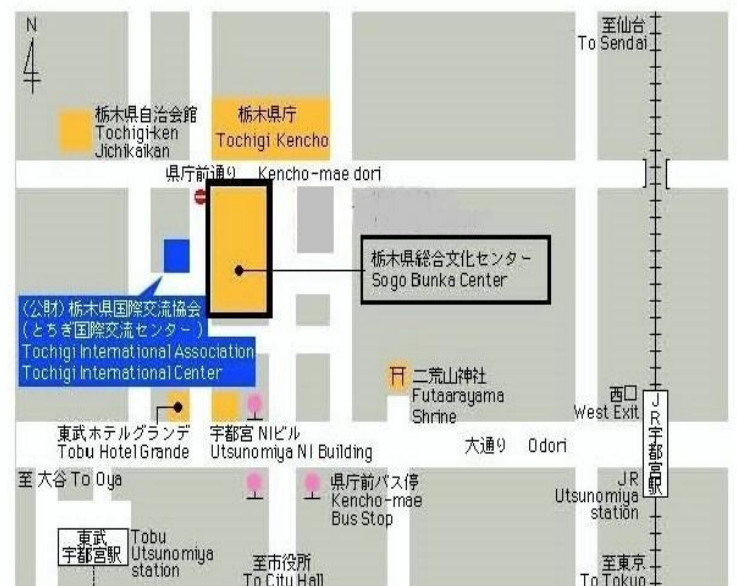 N
至仙台
To Sendai
栃木県自治会館
Tochigi-ken
Jichikaikan
栃木県庁
Tochigi Kencho
県庁前通り Kencho-mae dori
栃木県総合文化センター
Sogo Bunka Center
(公財)栃木県国際交流協会
(とちぎ国際交流センター)
Tochigi International Association
Tochigi International Center
二荒山神社
Futaarayama
Shrine
西口
West Exit
JR宇都宮駅
東武ホテルグランデ
Tobu Hotel Grande
宇都宮 NIビル
Utsunomiya NI Building
大通り Odori
至 大谷 To Oya
県庁前バス停
Kencho-mae
Bus Stop
JR
Utsunomiya
station
東武
宇都宮駅
Tobu
Utsunomiya
station
至市役所
To City Hall
至東京
To Tokyo